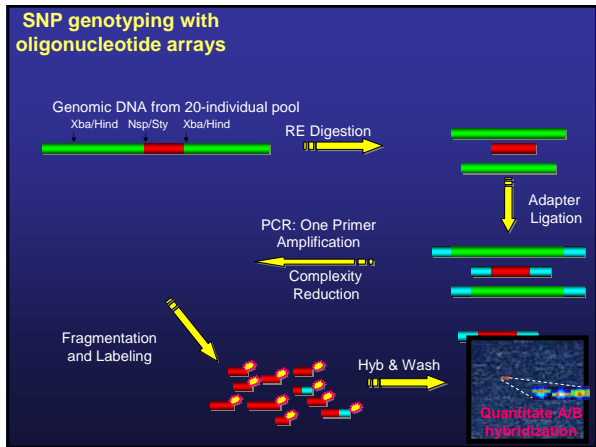 SNP genotyping with
oligonucleotide arrays
Genomic DNA from 20-individual pool
Xba/Hind Nsp/Sty Xba/Hind
RE Digestion
Adapter
Ligation
PCR: One Primer
Amplification
Complexity
Reduction
Fragmentation
and Labeling
Hyb & Wash
Quantitate A/B
hybridization